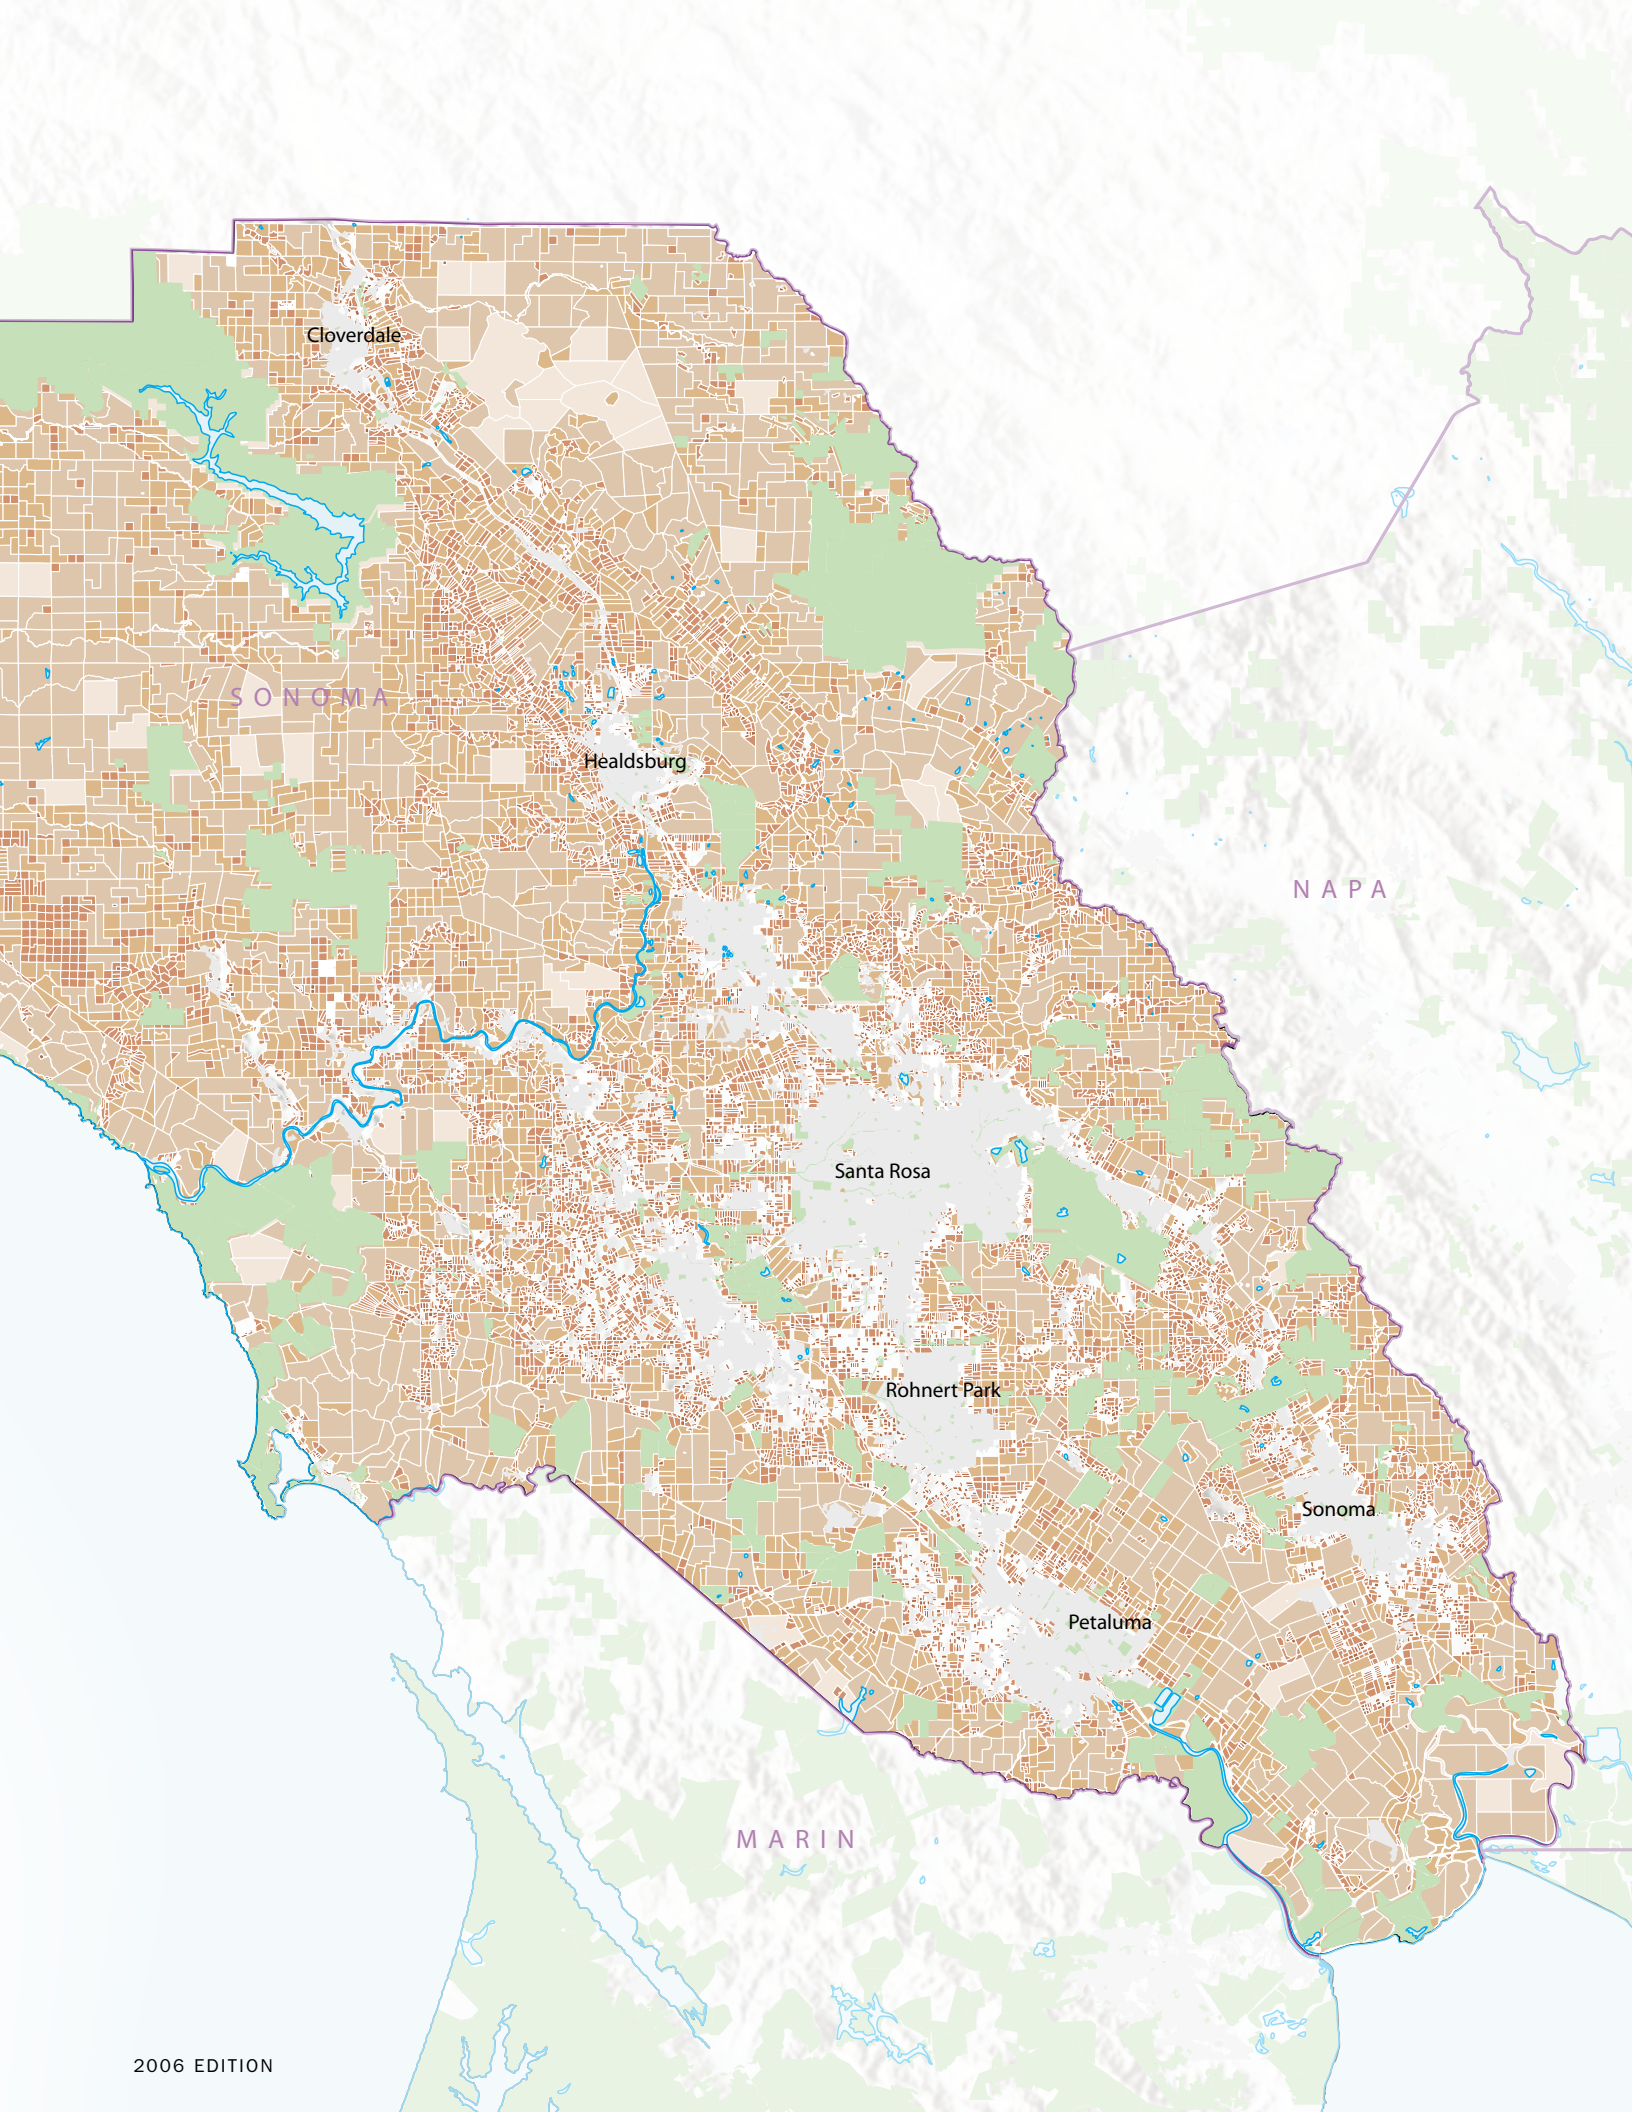 Cloverdale
SONOMA
Healdsburg
NAPA
Santa Rosa
Rohnert Park
Sonoma
Petaluma
MARIN
2006 EDITION